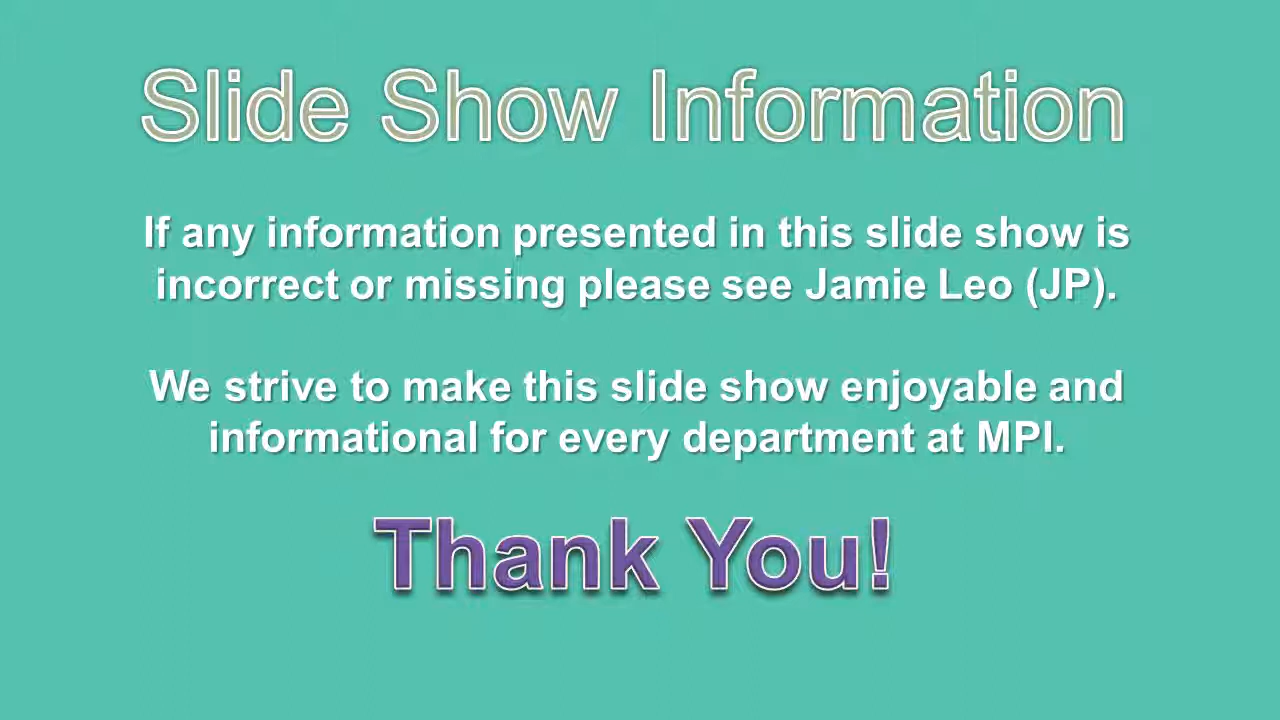 Slide Show Information
If any information presented in this slide show is
incorrect or missing please see Jamie Leo (JP).
We strive to make this slide show enjoyable and
informational for every department at MPI.
Thank You!